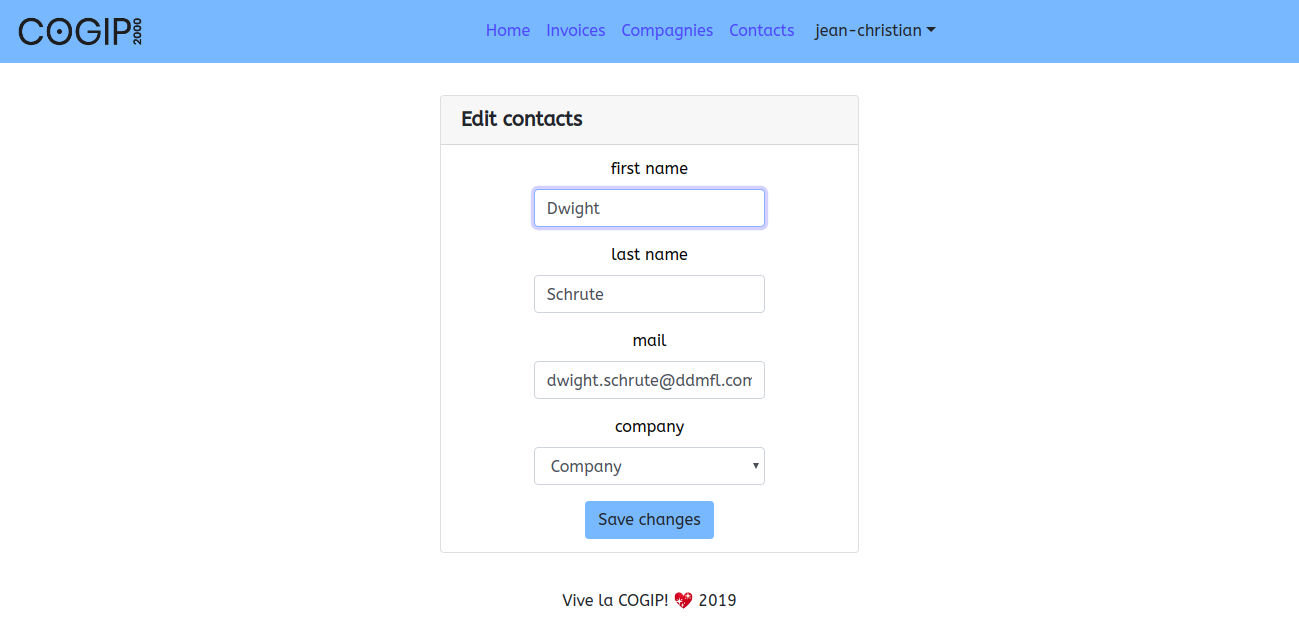 COGIP 2000
Home Invoices Compagnies Contacts jean-christian
Edit contacts
first name
Dwight
last name
Schrute
mail
dwight.schrute@ddmfl.com
company
Company
Save changes
Vive la COGIP! 💖 2019